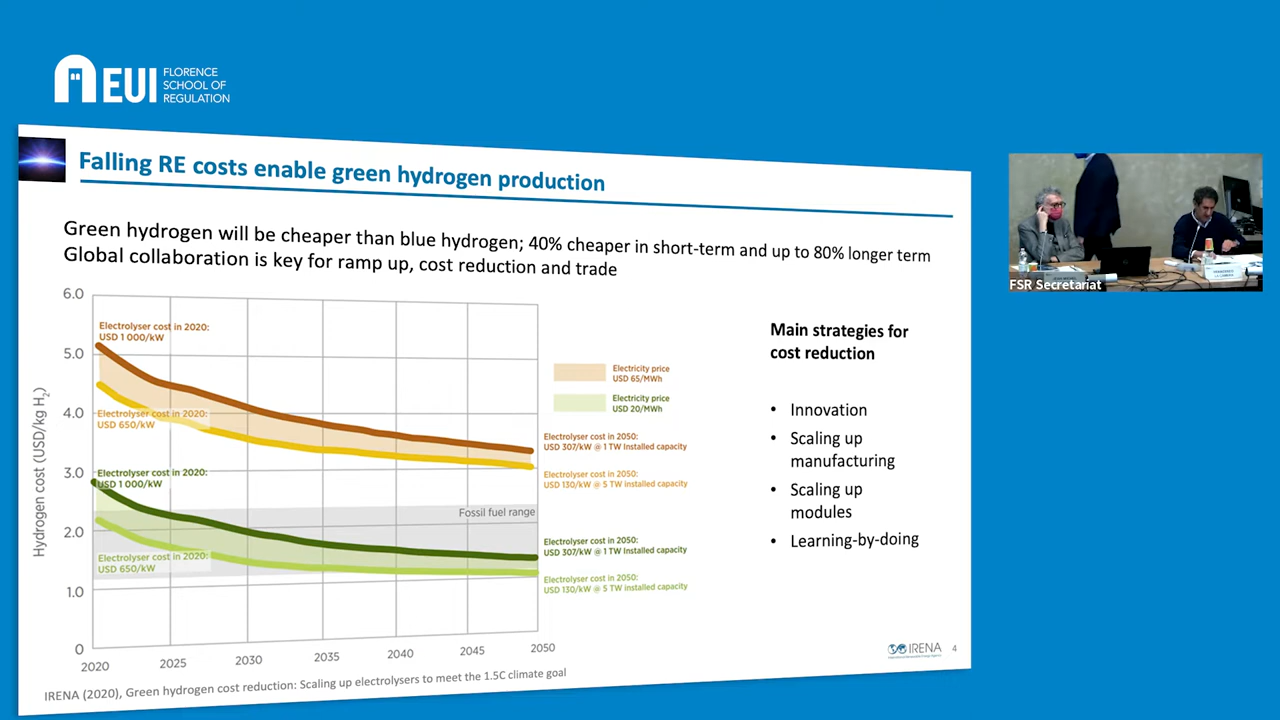 EUI
FLORENCE
SCHOOL OF
REGULATION
Falling RE costs enable green hydrogen production
Green hydrogen will be cheaper than blue hydrogen; 40% cheaper in short-term and up to 80% longer term
Global collaboration is key for ramp up, cost reduction and trade
Hydrogen cost (USD/kg H2)
6.0
5.0
4.0
3.0
2.0
1.0
0
Electrolyser cost in 2020:
USD 1 000/kW
Electrolyser cost in 2020:
USD 650/kW
Electrolyser cost in 2020:
USD 1 000/kW
Electrolyser cost in 2020:
USD 650/kW
Fossil fuel range
2020
2025
2030
2035
2040
2045
2050
Electricity price
USD 65/MWh
Electricity price
USD 20/MWh
Electrolyser cost in 2050:
USD 307/kW @ 1 TW Installed capacity
Electrolyser cost in 2050:
USD 130/kW @ 5 TW installed capacity
Electrolyser cost in 2050:
USD 307/kW @ 1 TW Installed capacity
Electrolyser cost in 2050:
USD 130/kW @ 5 TW installed capacity
Main strategies for
cost reduction
• Innovation
• Scaling up
manufacturing
• Scaling up
modules
• Learning-by-doing
IRENA
4
IRENA (2020), Green hydrogen cost reduction: Scaling up electrolysers to meet the 1.5C climate goal
FSR Secretariat